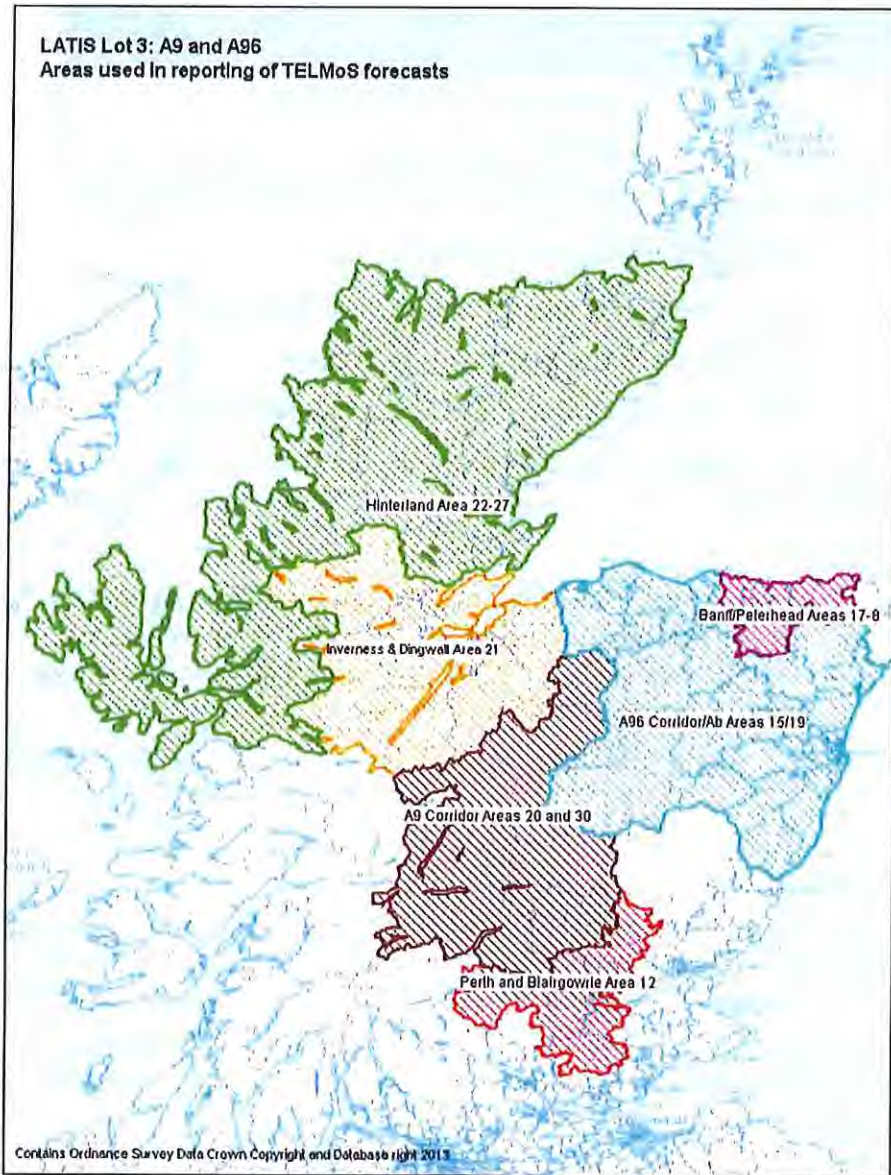 LATIS Lot 3: A9 and A96
Areas used in reporting of TELMoS forecasts
Hinterland Area 22-27
Banff/Peterhead Areas 17-8
Inverness & Dingwall Area 21
A96 Corridor/Ab Areas 15/19
A9 Corridor Areas 20 and 30
Perth and Blairgowrie Area 12
Contains Ordnance Survey Data Crown Copyright and Database right 2013